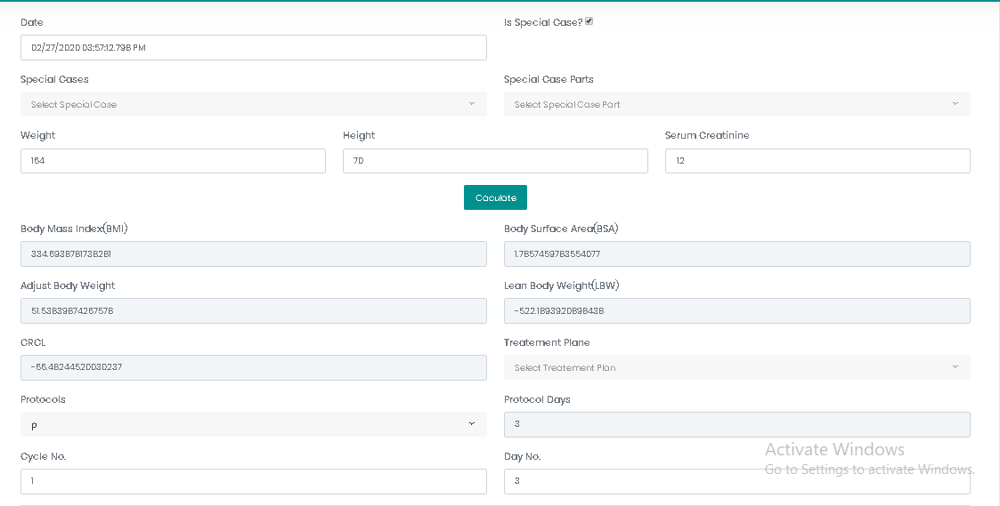 Date
Is Special Case?
02/27/2020 03:57:12.798 PM
Special Cases
Special Case Parts
Select Special Case
Select Special Case Part
Weight
Height
Serum Creatinine
164
70
1.2
Caculate
Body Mass Index(BMI)
Body Surface Area(BSA)
334.6938781738281
1.7857459783554077
Adjust Body Weight
Lean Body Weight(LBW)
51.53839874267578
-522.1893920898438
CRCL
Treatement Plane
-66.48244520030237
Select Treatement Plan
Protocols
Protocol Days
p
3
Cycle No.
Day No.
1
3
Activate Windows
Go to Settings to activate Windows.